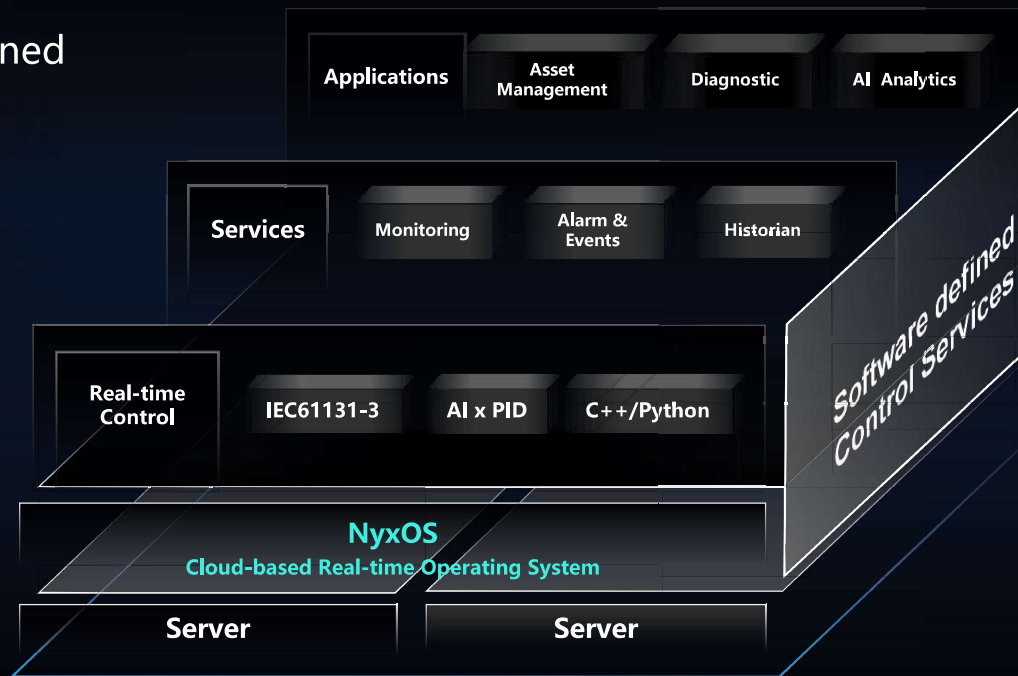 ned
Applications
Asset
Management
Diagnostic
AI Analytics
Services
Monitoring
Alarm &
Events
Historian
Software defined
Control Services
Real-time
Control
IEC61131-3
AI x PID
C++/Python
NyxOS
Cloud-based Real-time Operating System
Server
Server